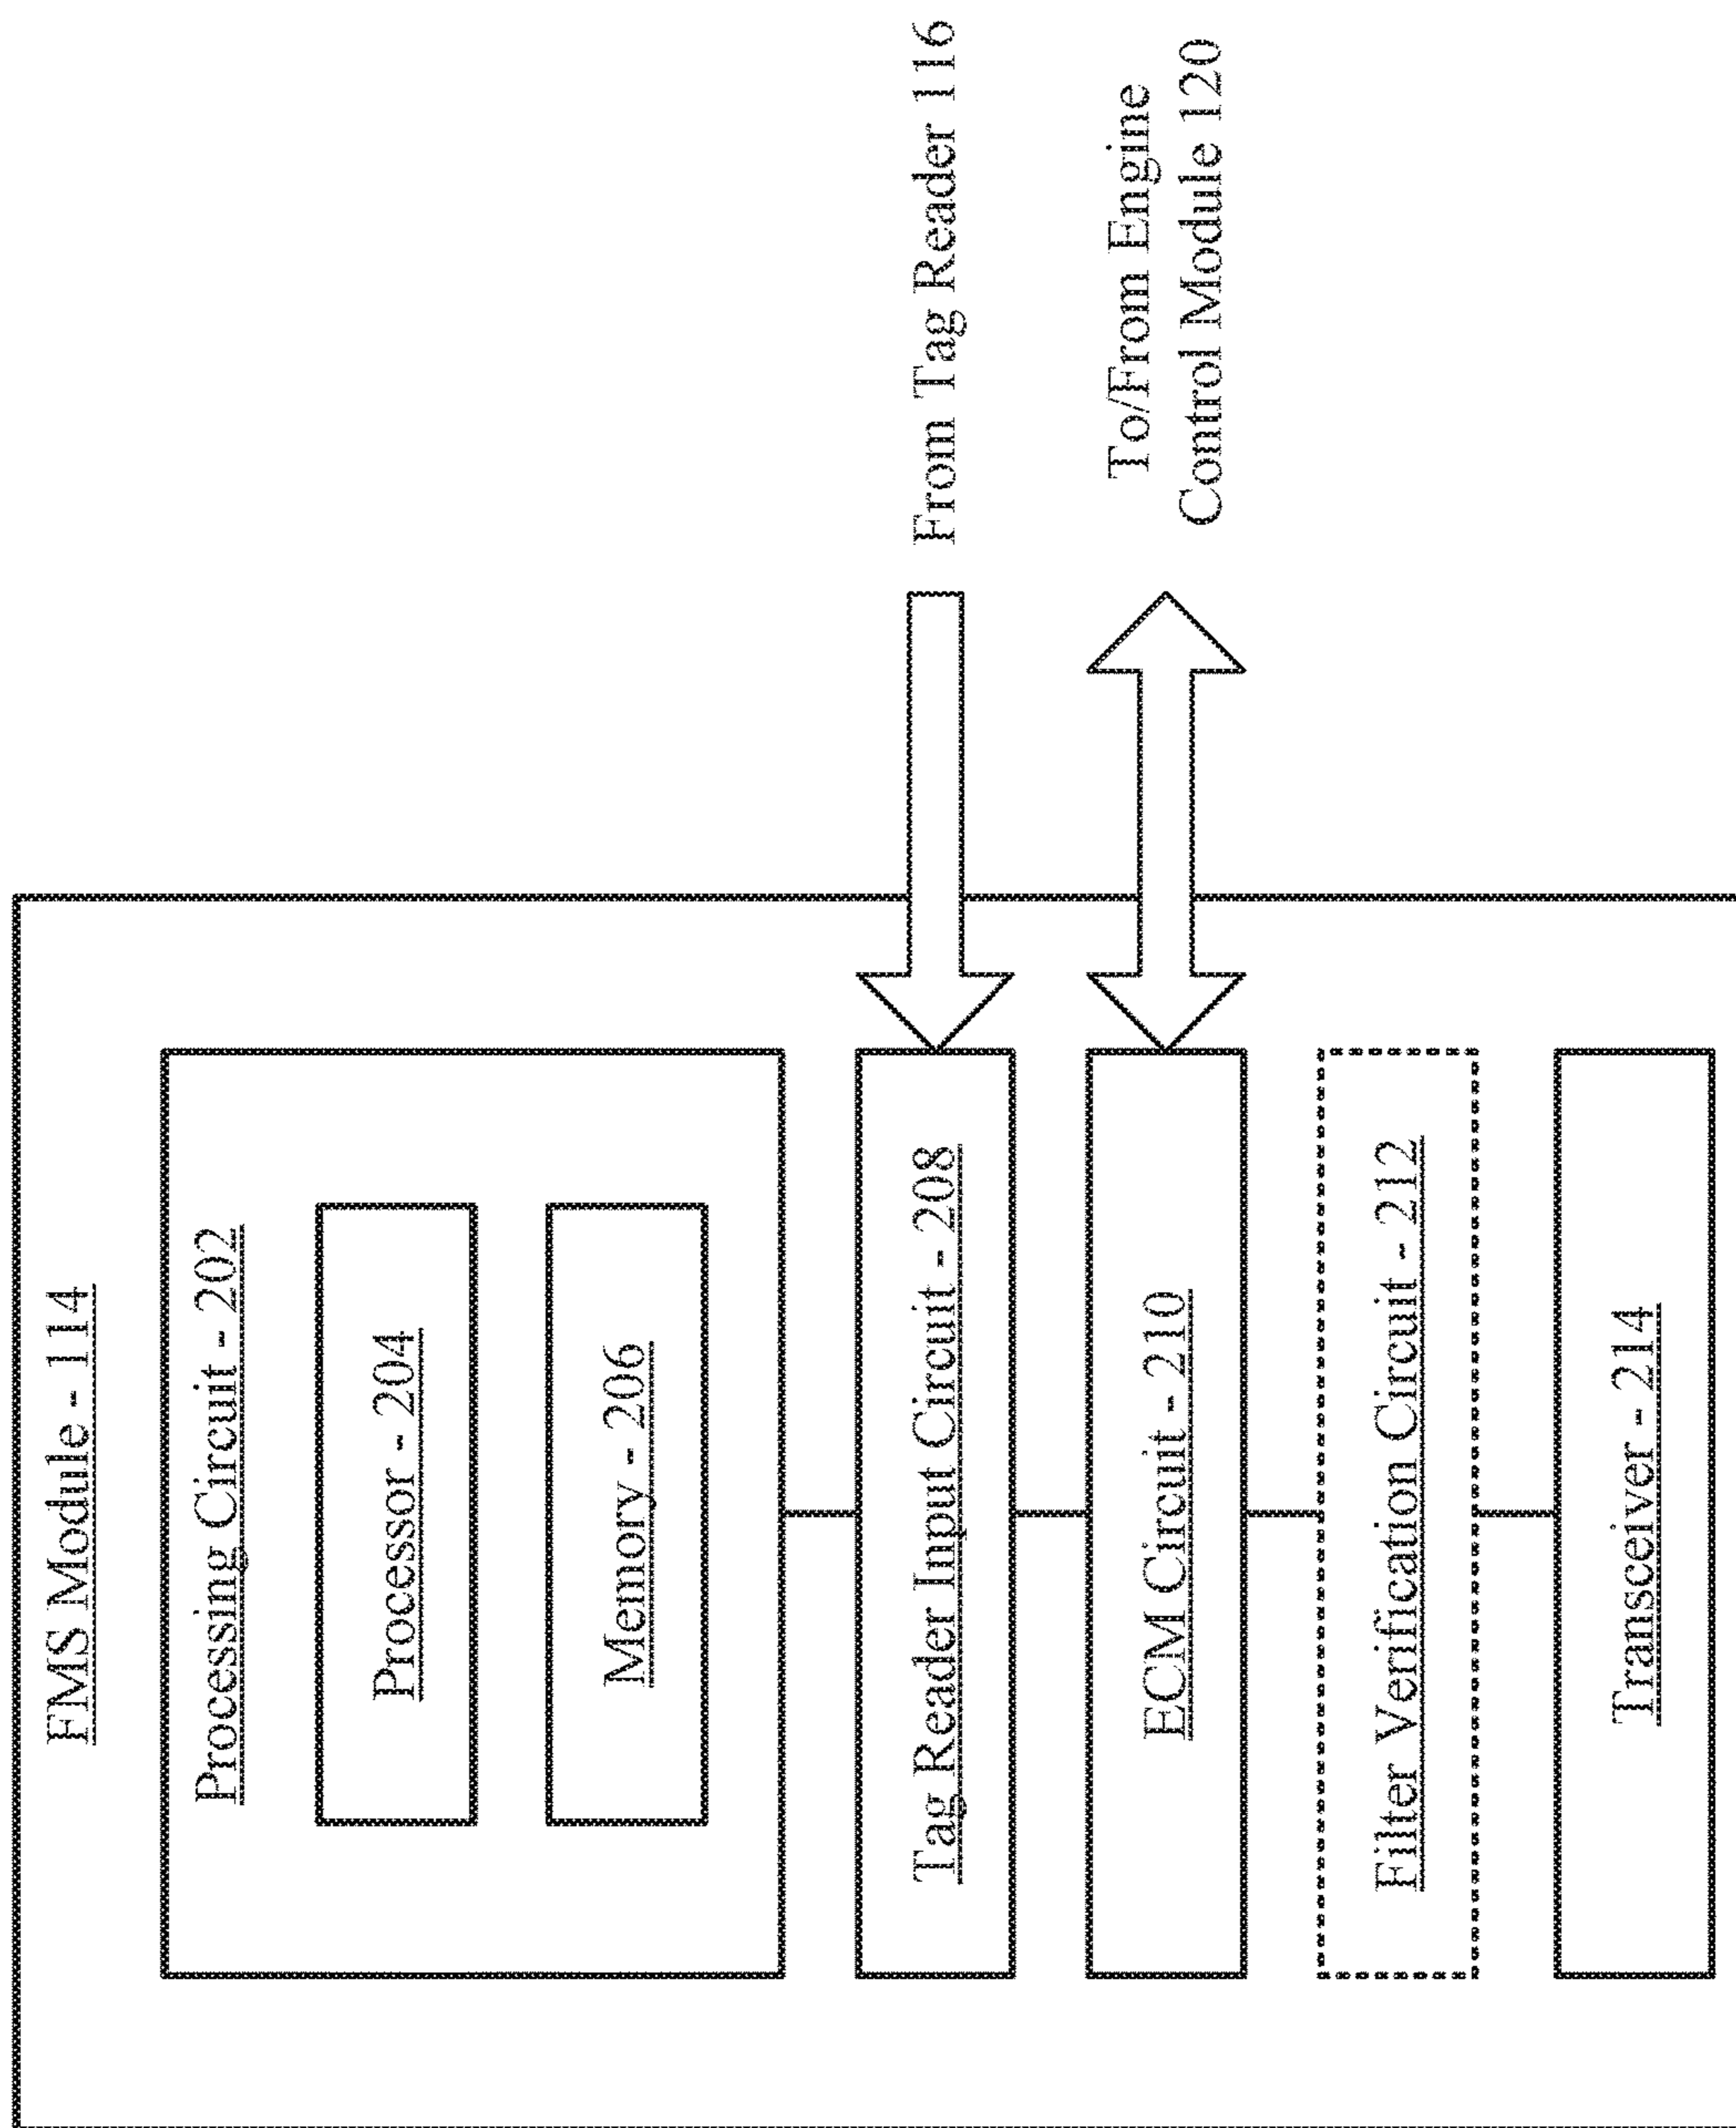 FMS Module - 114
Processing Circuit - 202
Processor - 204
Memory - 206
Tag Reader Input Circuit - 208
From Tag Reader 116
ECM Circuit - 210
To/From Engine
Control Module 120
Filter Verification Circuit - 212
Transceiver - 214